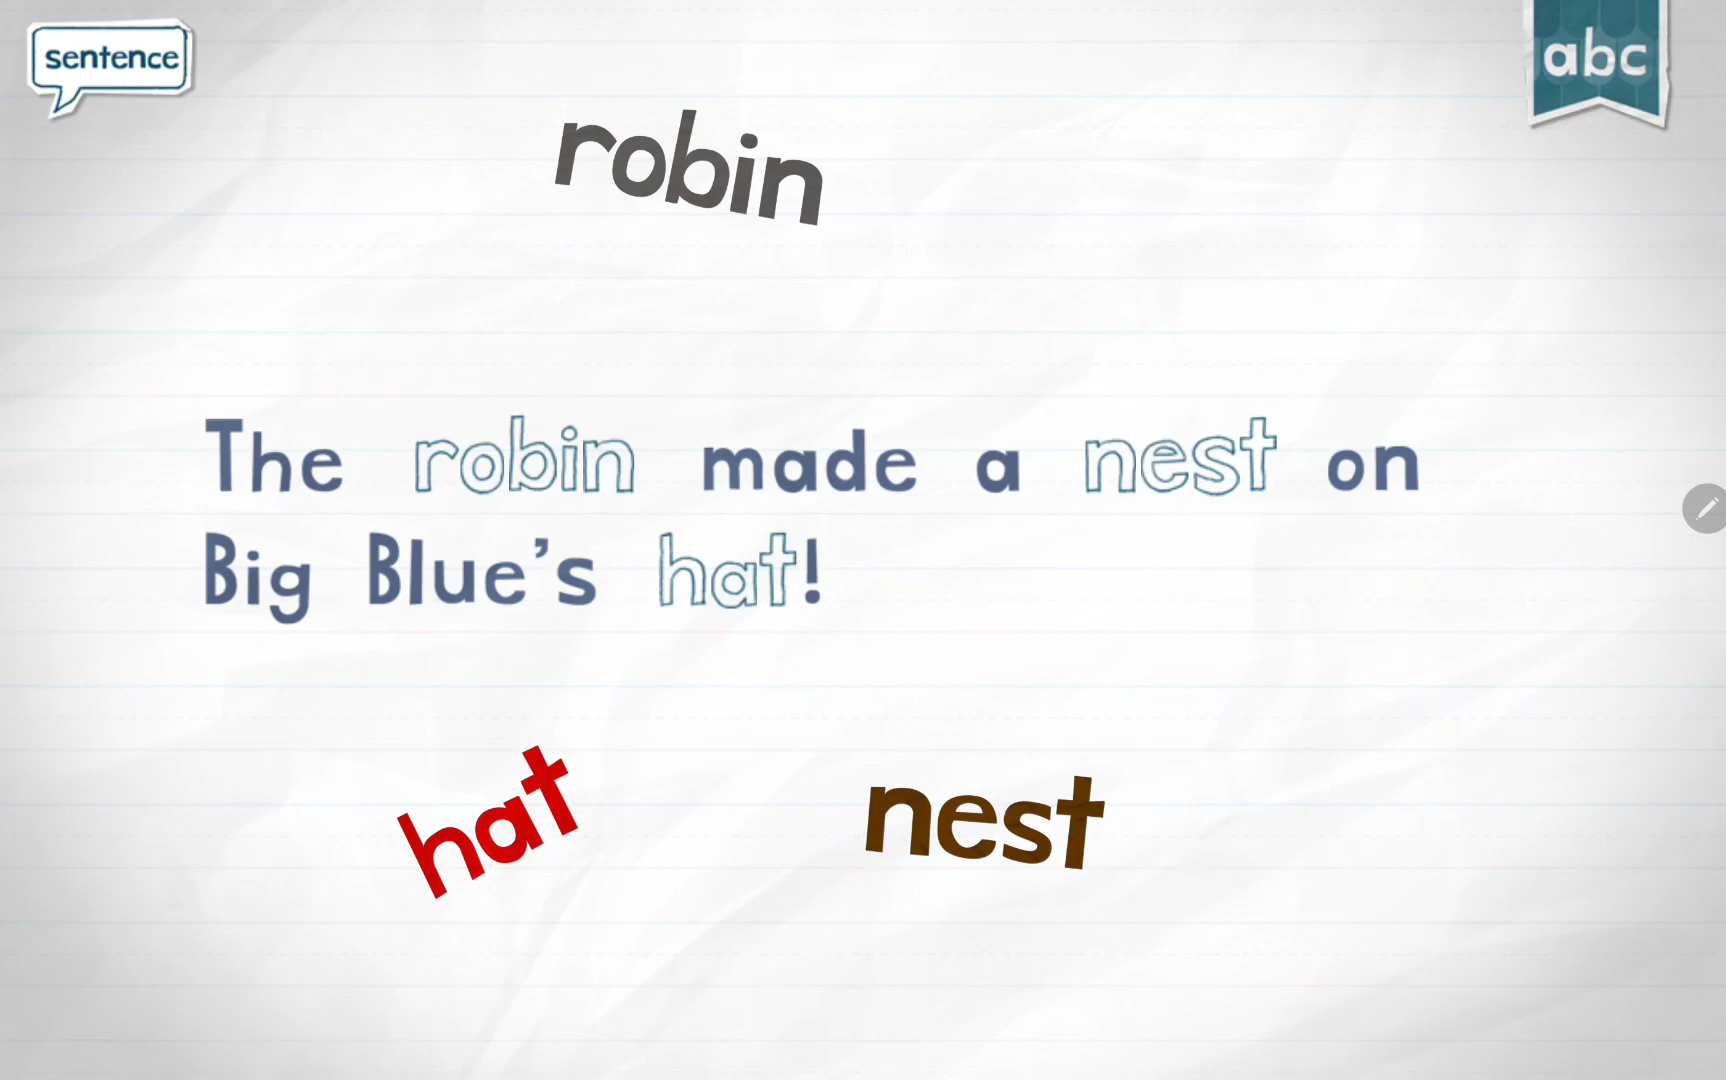 sentence
abc
robin
The robin made a nest on
Big Blue’s hat!
hat
nest